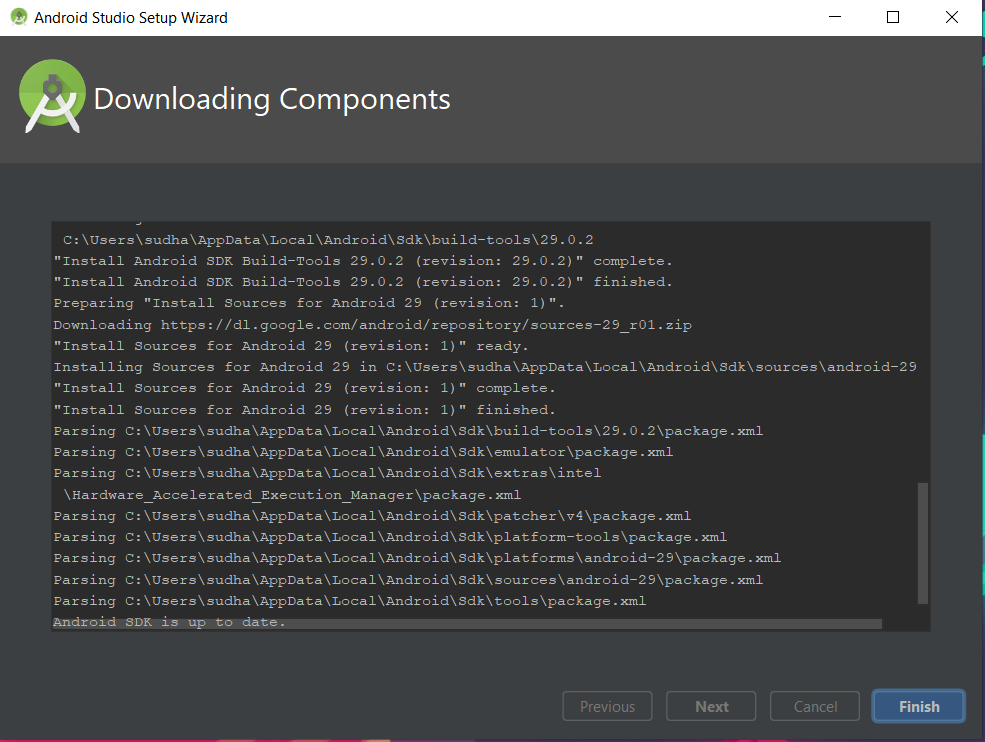 Android Studio Setup Wizard
Downloading Components
C:\Users\sudha\AppData\Local\Android\Sdk\build-tools\29.0.2
"Install Android SDK Build-Tools 29.0.2 (revision: 29.0.2)" complete.
"Install Android SDK Build-Tools 29.0.2 (revision: 29.0.2)" finished.
Preparing "Install Sources for Android 29 (revision: 1)".
Downloading https://dl.google.com/android/repository/sources-29_r01.zip
"Install Sources for Android 29 (revision: 1)" ready.
Installing Sources for Android 29 in C:\Users\sudha\AppData\Local\Android\Sdk\sources\android-29
"Install Sources for Android 29 (revision: 1)" complete.
"Install Sources for Android 29 (revision: 1)" finished.
Parsing C:\Users\sudha\AppData\Local\Android\Sdk\build-tools\29.0.2\package.xml
Parsing C:\Users\sudha\AppData\Local\Android\Sdk\emulator\package.xml
Parsing C:\Users\sudha\AppData\Local\Android\Sdk\extras\intel
\Hardware_Accelerated_Execution_Manager\package.xml
Parsing C:\Users\sudha\AppData\Local\Android\Sdk\patcher\v4\package.xml
Parsing C:\Users\sudha\AppData\Local\Android\Sdk\platform-tools\package.xml
Parsing C:\Users\sudha\AppData\Local\Android\Sdk\platforms\android-29\package.xml
Parsing C:\Users\sudha\AppData\Local\Android\Sdk\sources\android-29\package.xml
Parsing C:\Users\sudha\AppData\Local\Android\Sdk\tools\package.xml
Android SDK is up to date.
Previous Next Cancel Finish